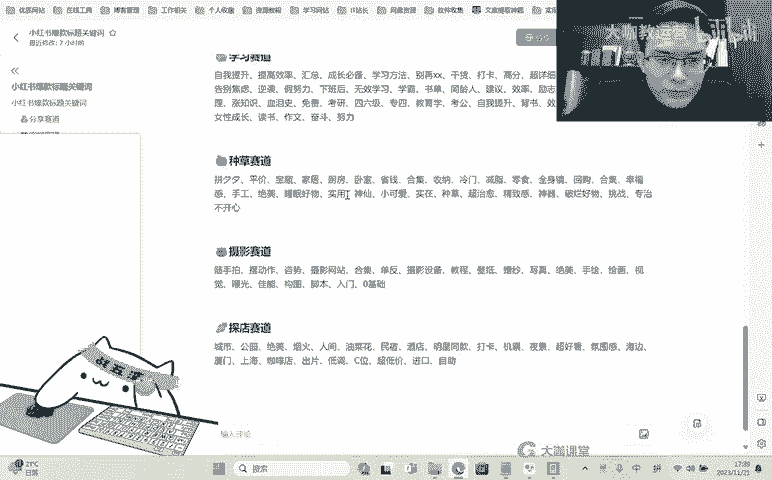 优质网站 在线工具 博客管理 工作相关 个人收藏 资源教程 学习网站 IT站长 网盘资源 软件收集 文案提取神器
小红书爆款标题关键词
最近修改: 7 小时前
分享
大咖教运营
bilibili
小红书爆款标题关键词
小红书爆款标题关键词
分享赛道
学习赛道
自我提升、提高效率、汇总、成长必备、学习方法、别再xx、干货、打卡、高分、超详细
告别焦虑、逆袭、假努力、下班后、无效学习、学霸、书单、同龄人、建议、效率、励志
理、涨知识、血泪史、免费、考研、四六级、专四、教育学、考公、自我提升、背书、效
女性成长、读书、作文、奋斗、努力
种草赛道
拼夕夕、平价、宝藏、家居、厨房、卧室、省钱、合集、收纳、冷门、减脂、零食、全身镜、回购、合集、幸福
感、手工、绝美、睡眠好物、实用、神仙、小可爱、实在、种草、超治愈、精致感、神器、破烂好物、挑战、专治
不开心
摄影赛道
随手拍、摆动作、姿势、摄影网站、合集、单反、摄影设备、教程、壁纸、婚纱、写真、绝美、手绘、绘画、视
觉、曝光、佳能、构图、脚本、入门、0基础
探店赛道
城市、公园、绝美、烟火、人间、油菜花、民宿、酒店、明星同款、打卡、机票、夜景、超好看、氛围感、海边、
厦门、上海、咖啡店、出片、低调、C位、超低价、进口、自助
输入评论
大咖课堂
21°C
日落
搜索
中
拼
17:39
2023/11/21